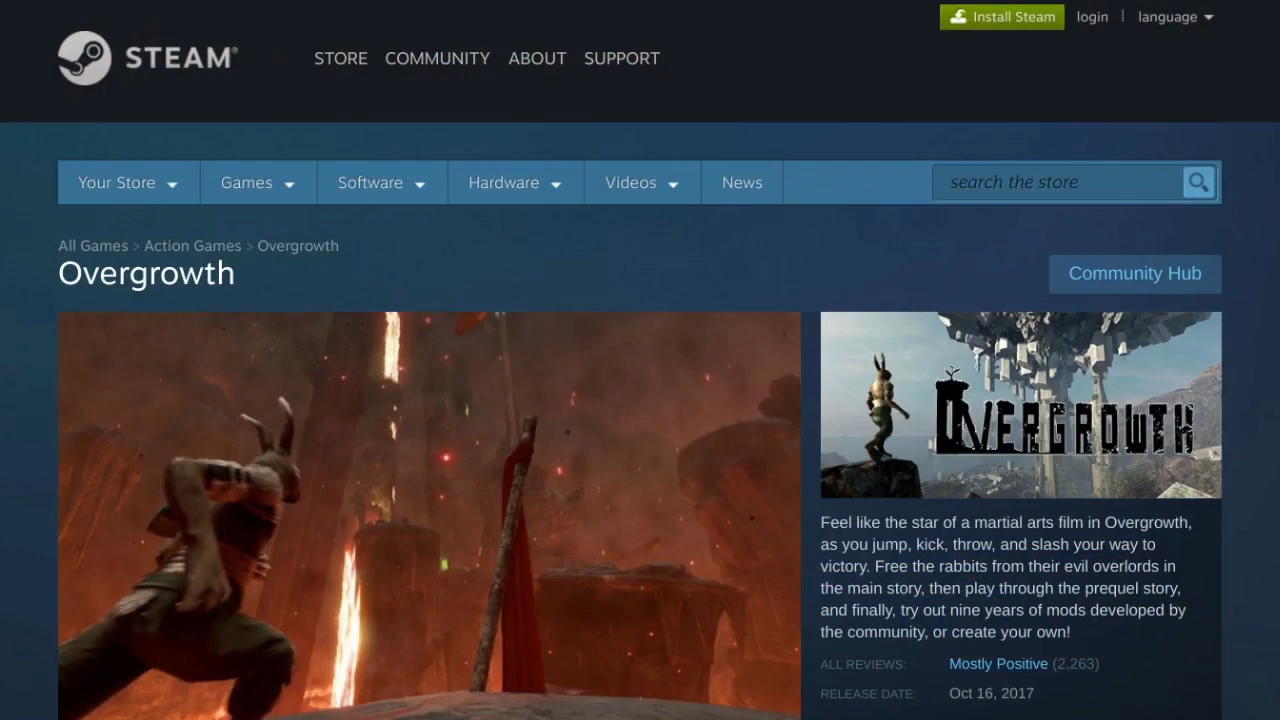 Install Steam
login | language
STEAM®
STORE COMMUNITY ABOUT SUPPORT
Your Store Games Software Hardware Videos News
search the store
All Games > Action Games > Overgrowth
Overgrowth
Community Hub
OVERGROWTH
Feel like the star of a martial arts film in Overgrowth,
as you jump, kick, throw, and slash your way to
victory. Free the rabbits from their evil overlords in
the main story, then play through the prequel story,
and finally, try out nine years of mods developed by
the community, or create your own!
ALL REVIEWS: Mostly Positive (2,263)
RELEASE DATE: Oct 16, 2017